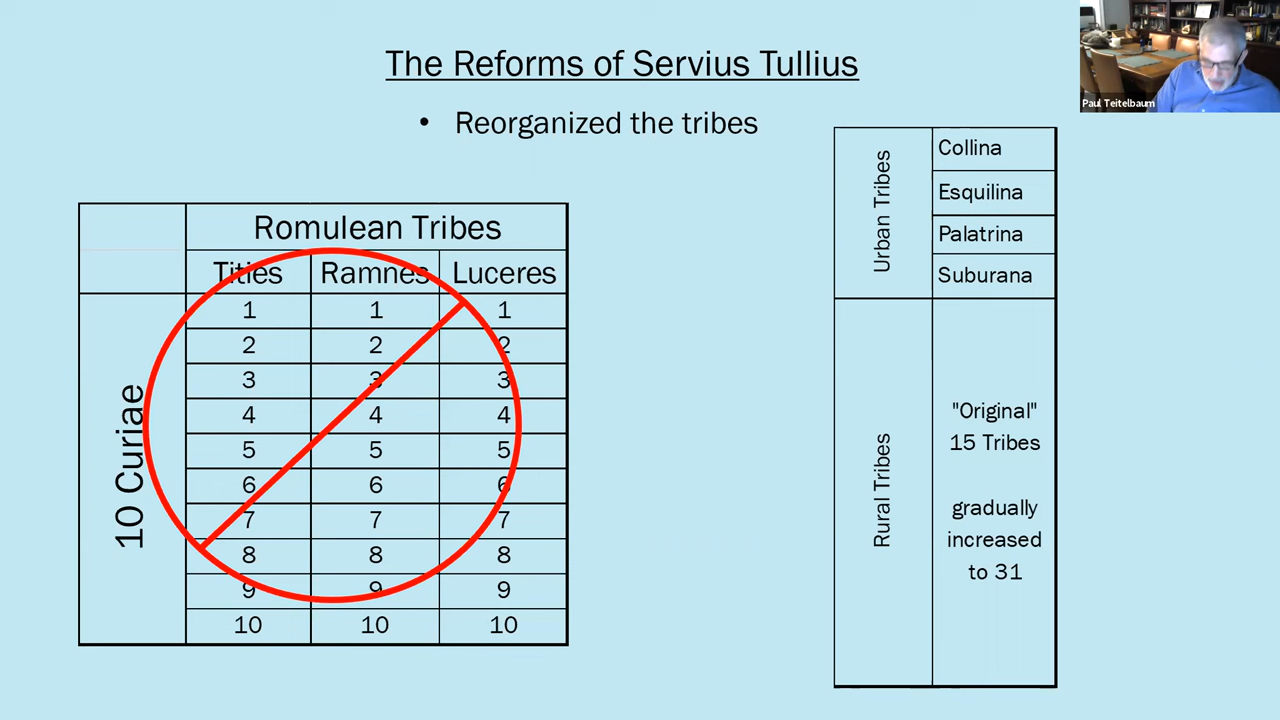 The Reforms of Servius Tullius
• Reorganized the tribes
Paul Teitelbaum
Romulean Tribes
Tities Ramnes Luceres
10 Curiae
1 1 1
2 2 2
3 3 3
4 4 4
5 5 5
6 6 6
7 7 7
8 8 8
9 9 9
10 10 10
Urban Tribes
Collina
Esquilina
Palatrina
Suburana
Rural Tribes
"Original"
15 Tribes
gradually
increased
to 31